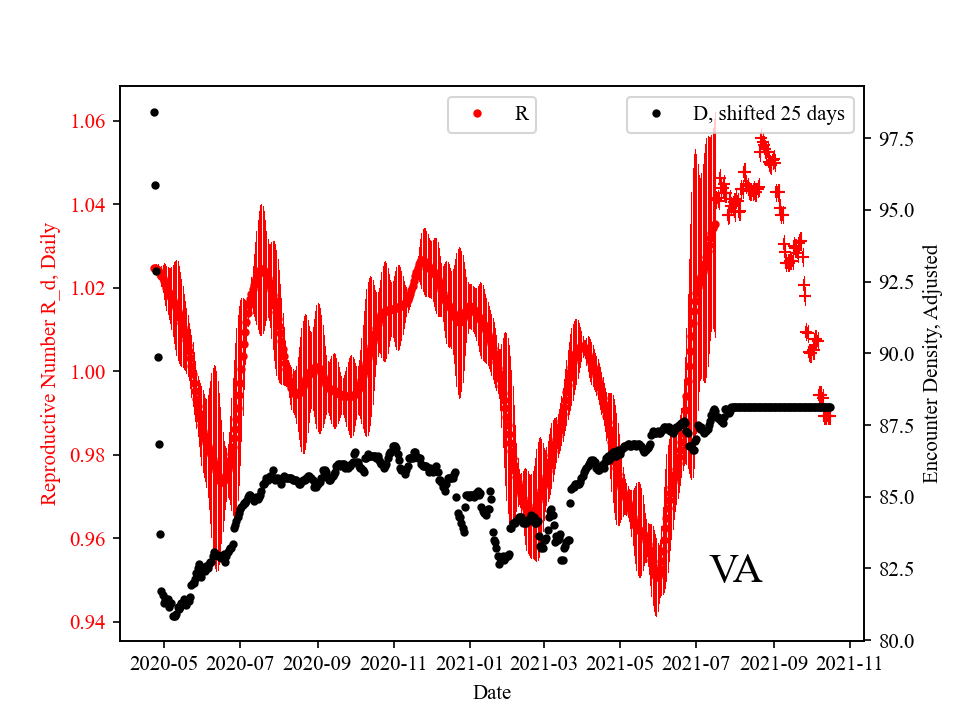 R
D, shifted 25 days
1.06
1.04
1.02
1.00
0.98
0.96
0.94
Reproductive Number R_d, Daily
97.5
95.0
92.5
90.0
87.5
85.0
82.5
80.0
Encounter Density, Adjusted
VA
2020-05 2020-07 2020-09 2020-11 2021-01 2021-03 2021-05 2021-07 2021-09 2021-11
Date